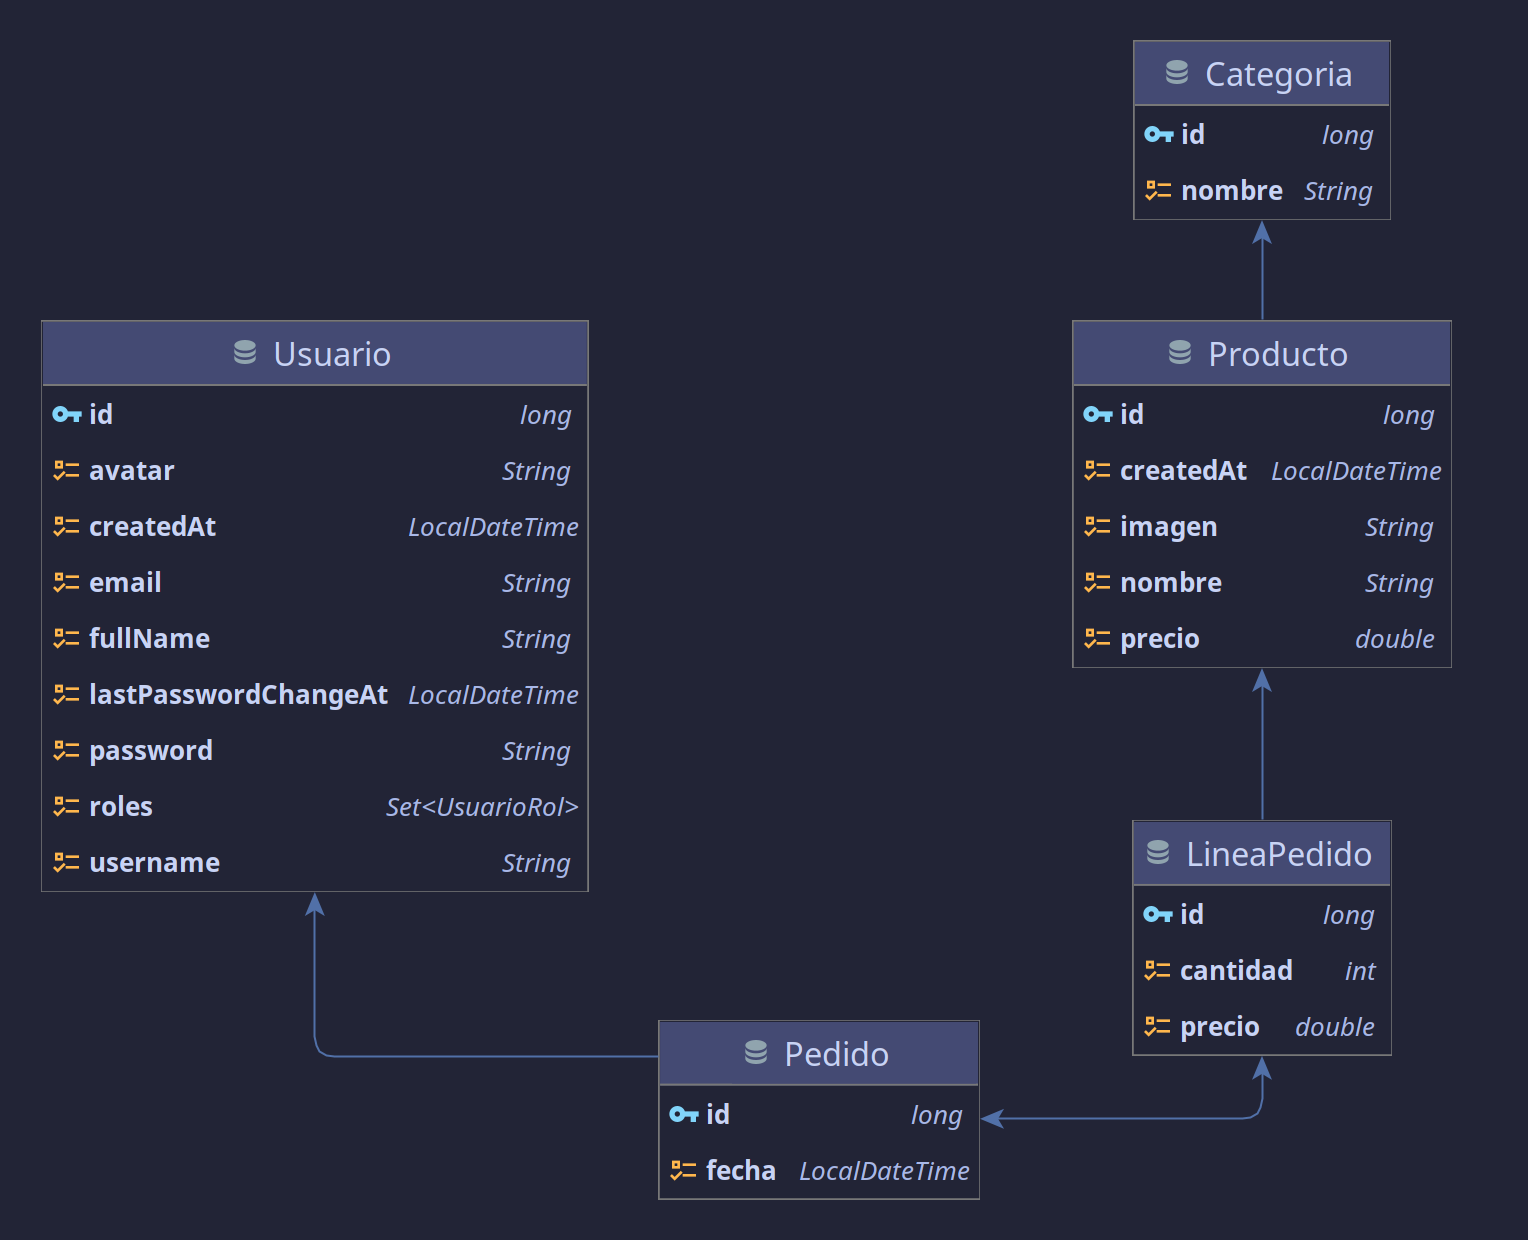 Categoria
id long
nombre String
Usuario
id long
avatar String
createdAt LocalDateTime
email String
fullName String
lastPasswordChangeAt LocalDateTime
password String
roles Set<UsuarioRol>
username String
Producto
id long
createdAt LocalDateTime
imagen String
nombre String
precio double
LineaPedido
id long
cantidad int
precio double
Pedido
id long
fecha LocalDateTime